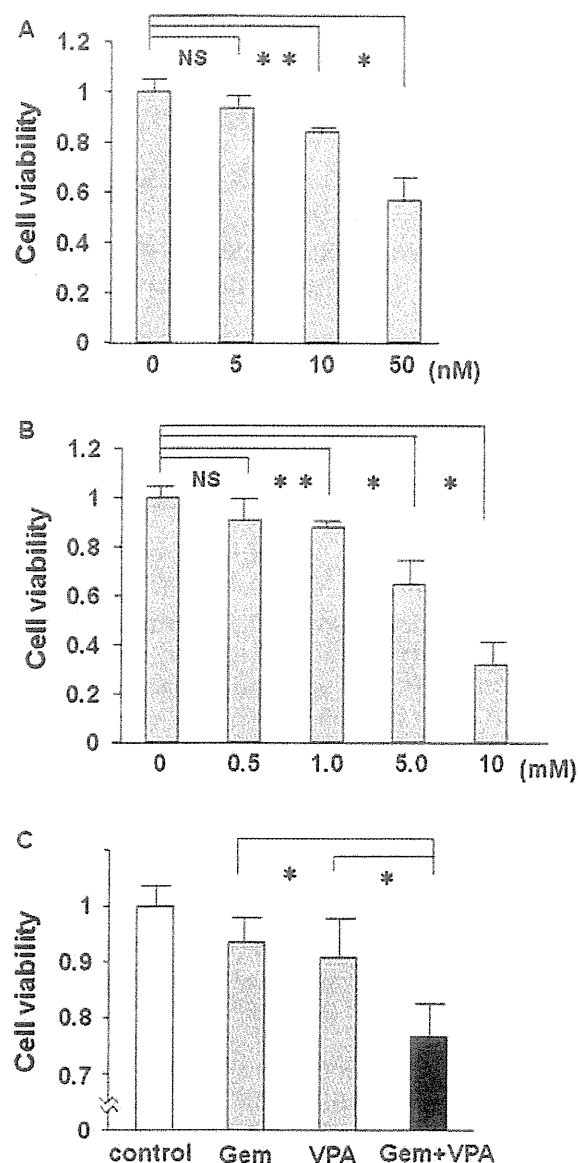 A
Cell viability
1.2
1
0.8
0.6
0.4
0.2
0
NS
* *
*
0 5 10 50 (nM)
B
Cell viability
1.2
1
0.8
0.6
0.4
0.2
0
NS
* *
*
*
0 0.5 1.0 5.0 10 (mM)
C
Cell viability
1
0.9
0.8
0.7
0
*
*
control Gem VPA Gem+VPA